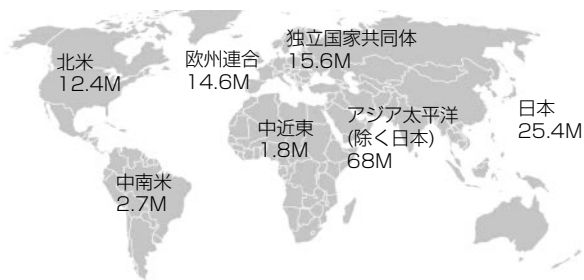 北米
12.4M
欧州連合
14.6M
独立国家共同体
15.6M
中近東
1.8M
アジア太平洋
(除く日本)
68M
日本
25.4M
中南米
2.7M